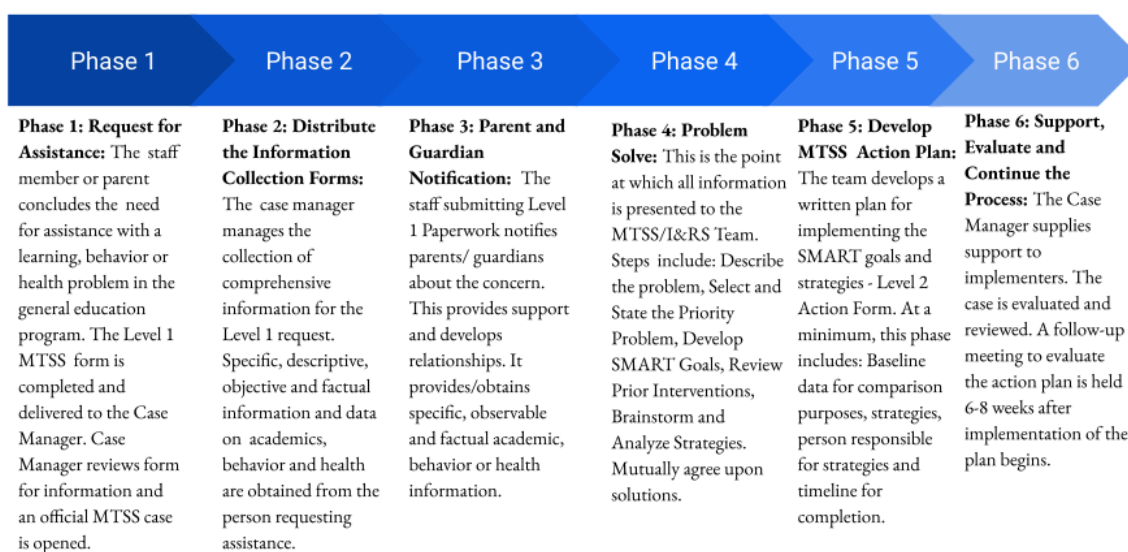 Phase 1
Phase 2
Phase 3
Phase 4
Phase 5
Phase 6
Phase 1: Request for
Assistance: The staff
member or parent
concludes the need
for assistance with a
learning, behavior or
health problem in the
general education
program. The Level 1
MTSS form is
completed and
delivered to the Case
Manager. Case
Manager reviews form
for information and
an official MTSS case
is opened.
Phase 2: Distribute
the Information
Collection Forms:
The case manager
manages the
collection of
comprehensive
information for the
Level 1 request.
Specific, descriptive,
objective and factual
information and data
on academics,
behavior and health
are obtained from the
person requesting
assistance.
Phase 3: Parent and
Guardian
Notification: The
staff submitting Level
1 Paperwork notifies
parents/ guardians
about the concern.
This provides support
and develops
relationships. It
provides/obtains
specific, observable
and factual academic,
behavior or health
information.
Phase 4: Problem
Solve: This is the point
at which all information
is presented to the
MTSS/I&RS Team.
Steps include: Describe
the problem, Select and
State the Priority
Problem, Develop
SMART Goals, Review
Prior Interventions,
Brainstorm and
Analyze Strategies.
Mutually agree upon
solutions.
Phase 5: Develop
MTSS Action Plan:
The team develops a
written plan for
implementing the
SMART goals and
strategies - Level 2
Action Form. At a
minimum, this phase
includes: Baseline
data for comparison
purposes, strategies,
person responsible
for strategies and
timeline for
completion.
Phase 6: Support,
Evaluate and
Continue the
Process: The Case
Manager supplies
support to
implementers. The
case is evaluated and
reviewed. A follow-up
meeting to evaluate
the action plan is held
6-8 weeks after
implementation of the
plan begins.